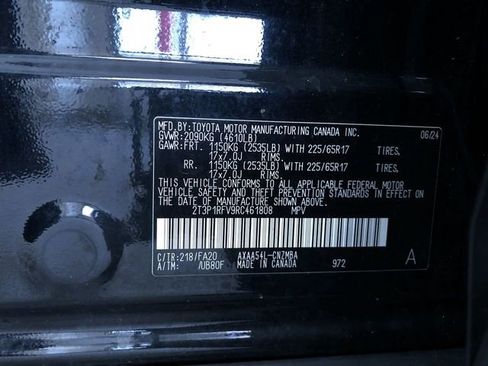 MFD.BY:TOYOTA MOTOR MANUFACTURING CANADA INC. 06/24
GVWR:2090KG (4610LB)
GAWR:FRT. 1150KG (2535LB) WITH 225/65R17 TIRES,
17x7.0J RIMS.
RR. 1150KG (2535LB) WITH 225/65R17 TIRES,
17x7.0J RIMS.
THIS VEHICLE CONFORMS TO ALL APPLICABLE FEDERAL MOTOR
VEHICLE SAFETY AND THEFT PREVENTION STANDARDS IN EFFECT ON
THE DATE OF MANUFACTURE SHOWN ABOVE.
2T3P1RFV9RC461808 MPV
C/TR:218/FA20 AXAA54L-CNZMBA A
A/TM: /UB80F MADE IN CANADA 972